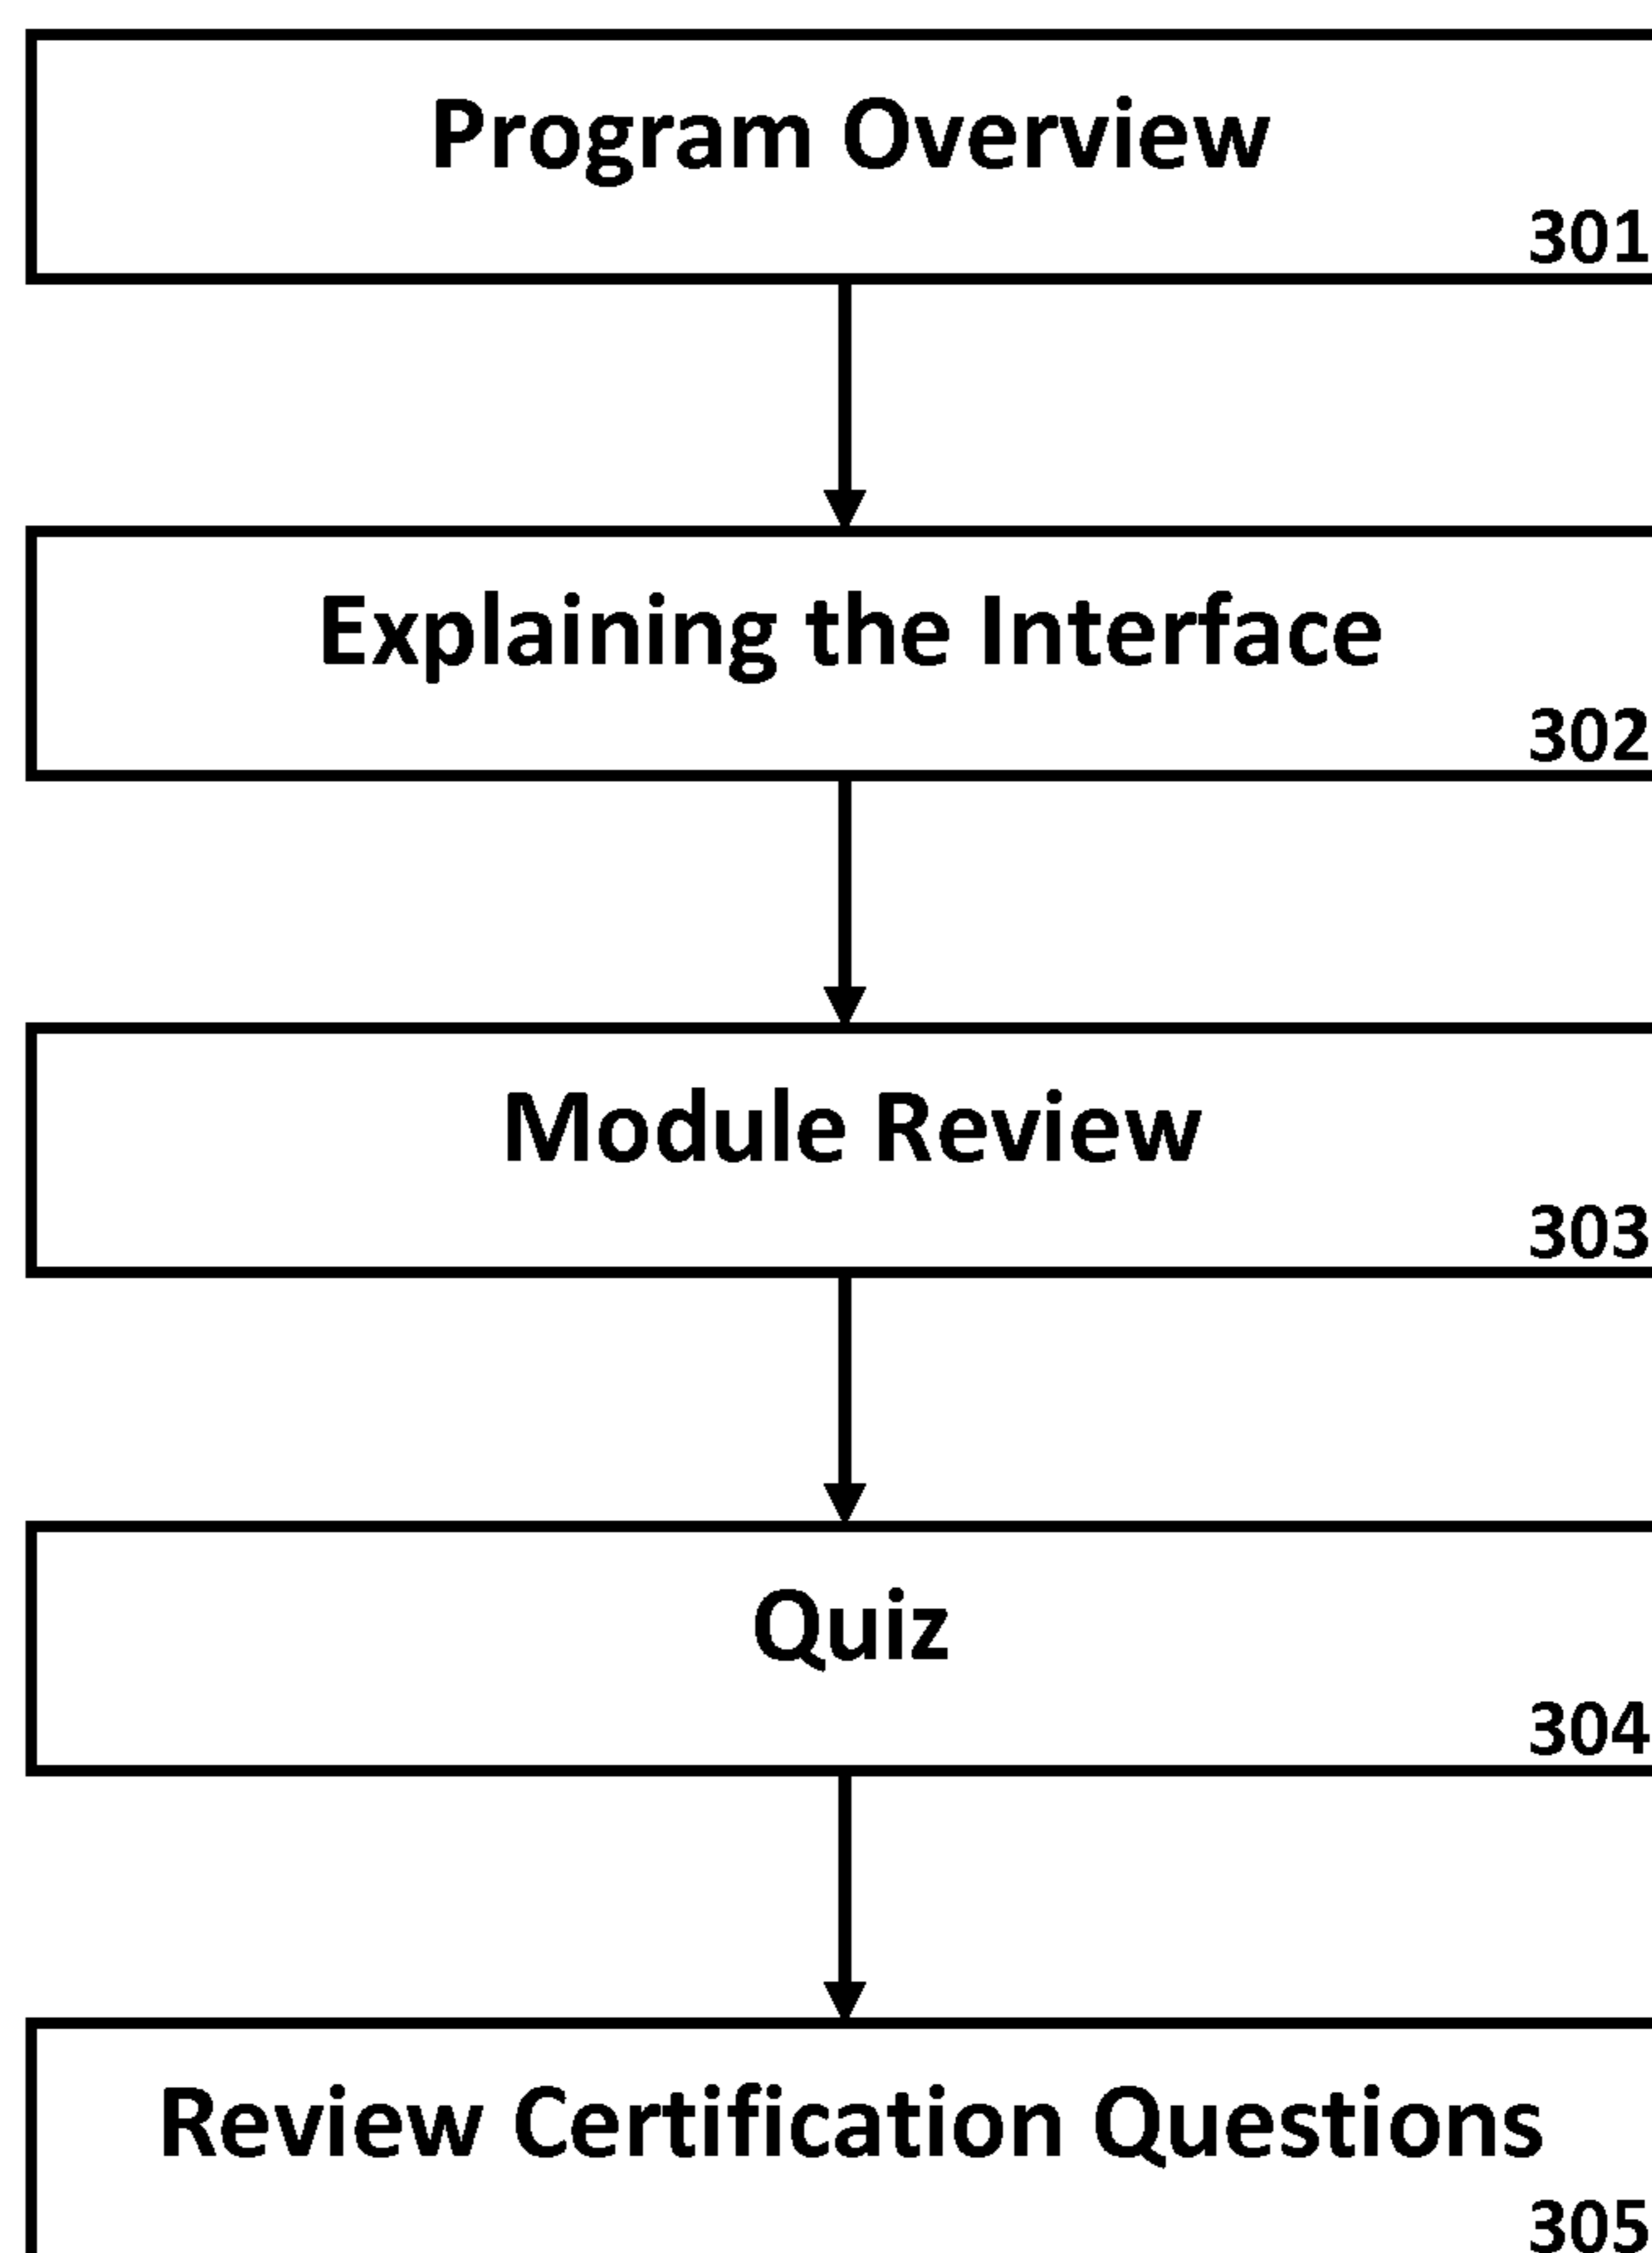 Program Overview
301
Explaining the Interface
302
Module Review
303
Quiz
304
Review Certification Questions
305